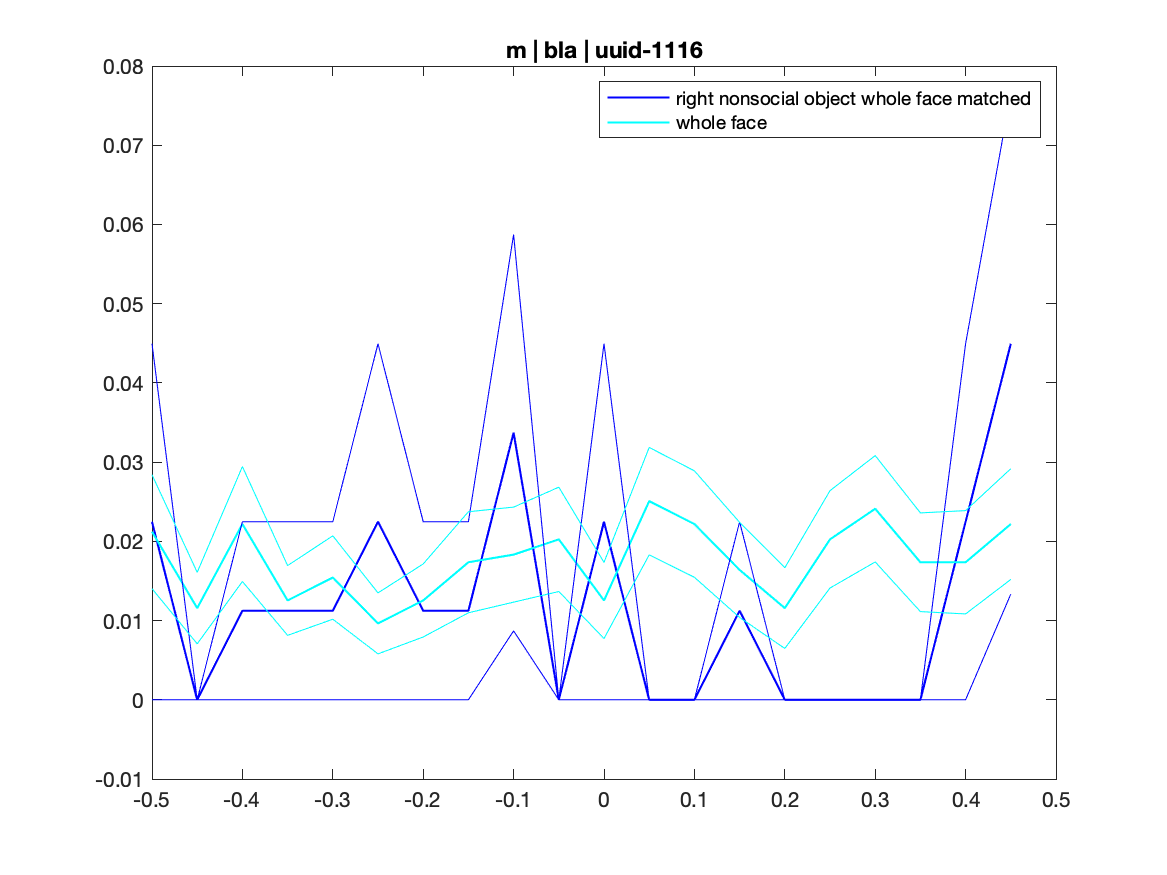 m | bla | uuid-1116
right nonsocial object whole face matched
whole face
0.08
0.07
0.06
0.05
0.04
0.03
0.02
0.01
0
-0.01
-0.5 -0.4 -0.3 -0.2 -0.1 0 0.1 0.2 0.3 0.4 0.5